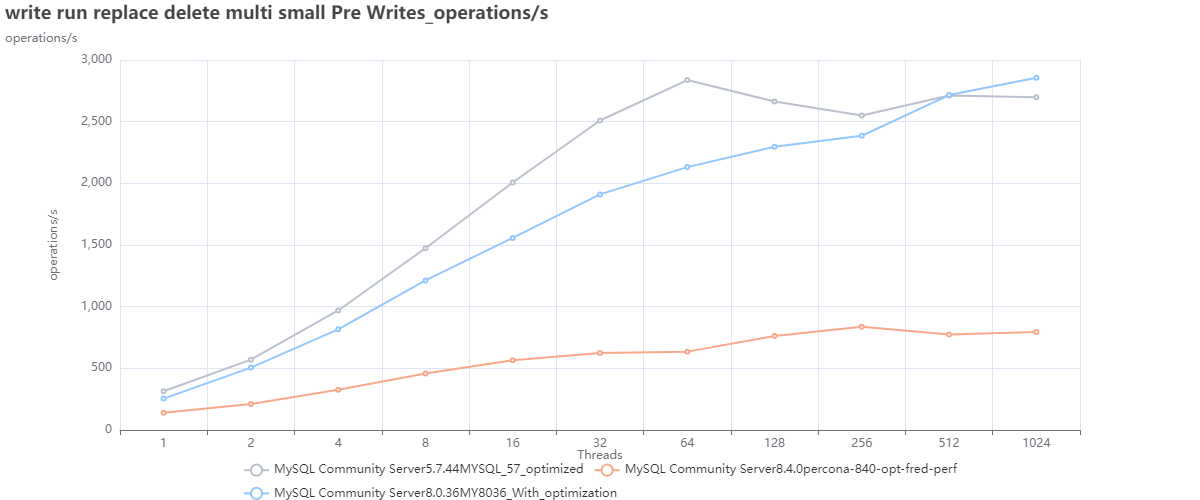 write run replace delete multi small Pre Writes_operations/s
operations/s
3,000
2,500
2,000
1,500
1,000
500
0
operations/s
1 2 4 8 16 32 64 128 256 512 1024
Threads
MySQL Community Server5.7.44MYSQL_57_optimized MySQL Community Server8.4.0percona-840-opt-fred-perf
MySQL Community Server8.0.36MY8036_With_optimization